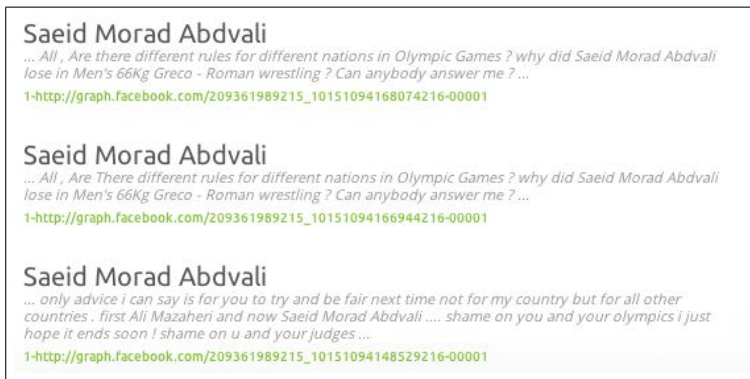 Saeid Morad Abdvali
... All , Are there different rules for different nations in Olympic Games ? why did Saeid Morad Abdvali
lose in Men's 66Kg Greco - Roman wrestling ? Can anybody answer me ? ...
1-http://graph.facebook.com/209361989215_10151094168074216-00001
Saeid Morad Abdvali
... All , Are There different rules for different nations in Olympic Games ? why did Saeid Morad Abdvali
lose in Men's 66Kg Greco - Roman wrestling ? Can anybody answer me ? ...
1-http://graph.facebook.com/209361989215_10151094166944216-00001
Saeid Morad Abdvali
... only advice i can say is for you to try and be fair next time not for my country but for all other
countries . first Ali Mazaheri and now Saeid Morad Abdvali .... shame on you and your olympics i just
hope it ends soon ! shame on u and your judges ...
1-http://graph.facebook.com/209361989215_10151094148529216-00001